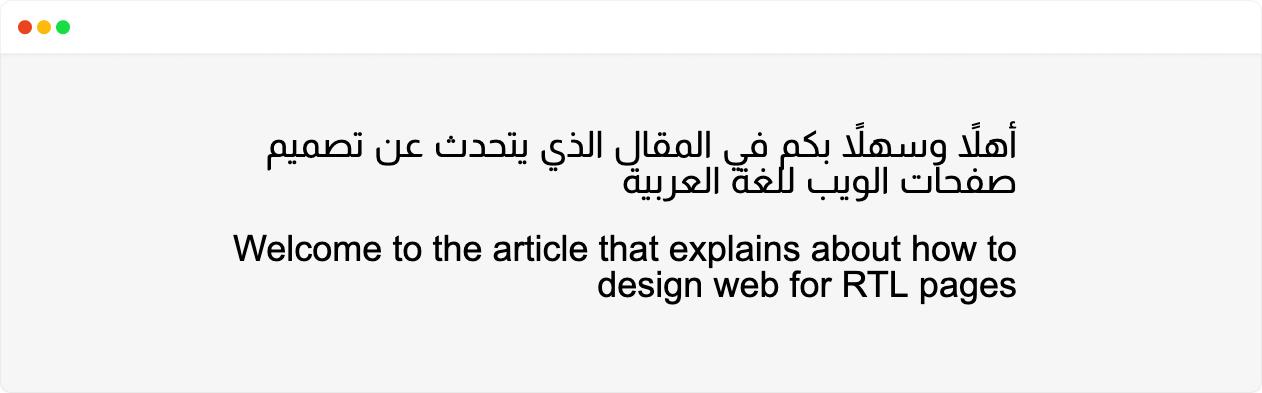 أهلًا وسهلًا بكم في المقال الذي يتحدث عن تصميم
صفحات الويب للغة العربية
Welcome to the article that explains about how to
design web for RTL pages